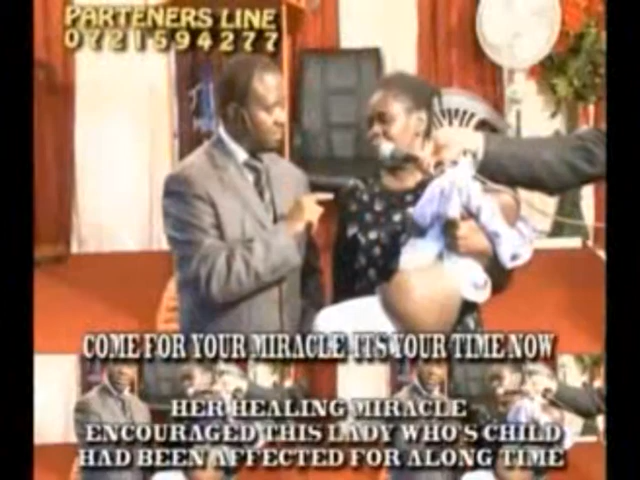 PARTENERS LINE
0721594277
COME FOR YOUR MIRACLE ITS YOUR TIME NOW
HER HEALING MIRACLE
ENCOURAGED THIS LADY WHO'S CHILD
HAD BEEN AFFECTED FOR ALONG TIME